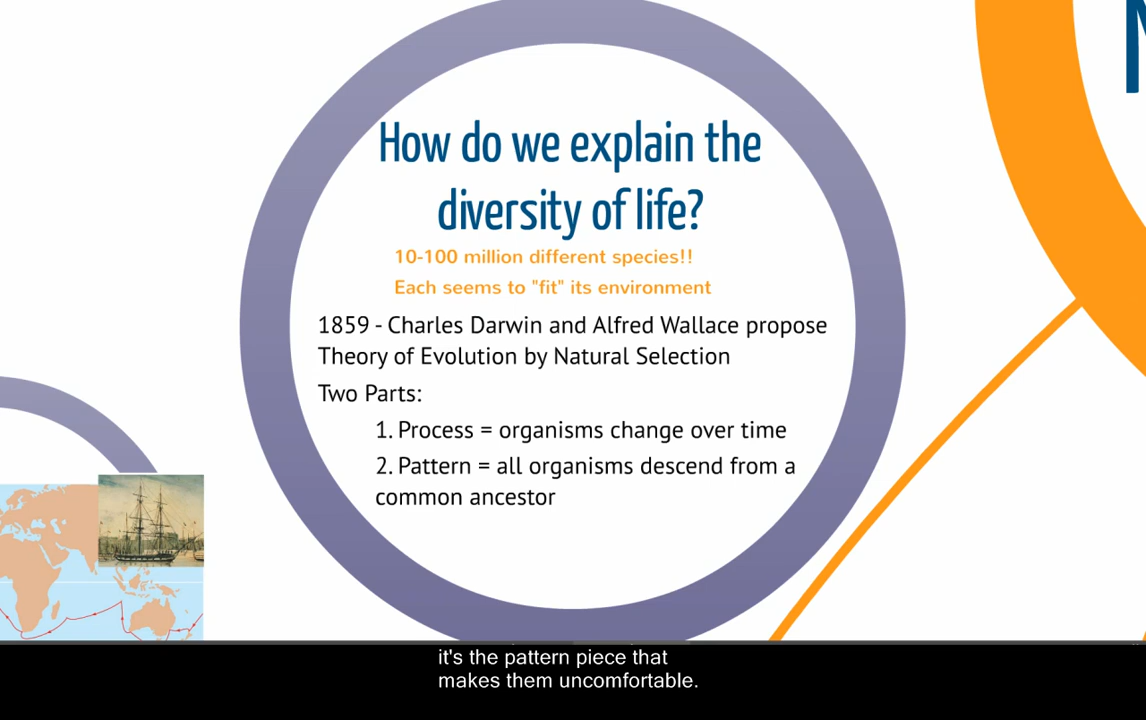 How do we explain the
diversity of life?
10-100 million different species!!
Each seems to "fit" its environment
1859 - Charles Darwin and Alfred Wallace propose
Theory of Evolution by Natural Selection
Two Parts:
1. Process = organisms change over time
2. Pattern = all organisms descend from a
common ancestor
it's the pattern piece that
makes them uncomfortable.